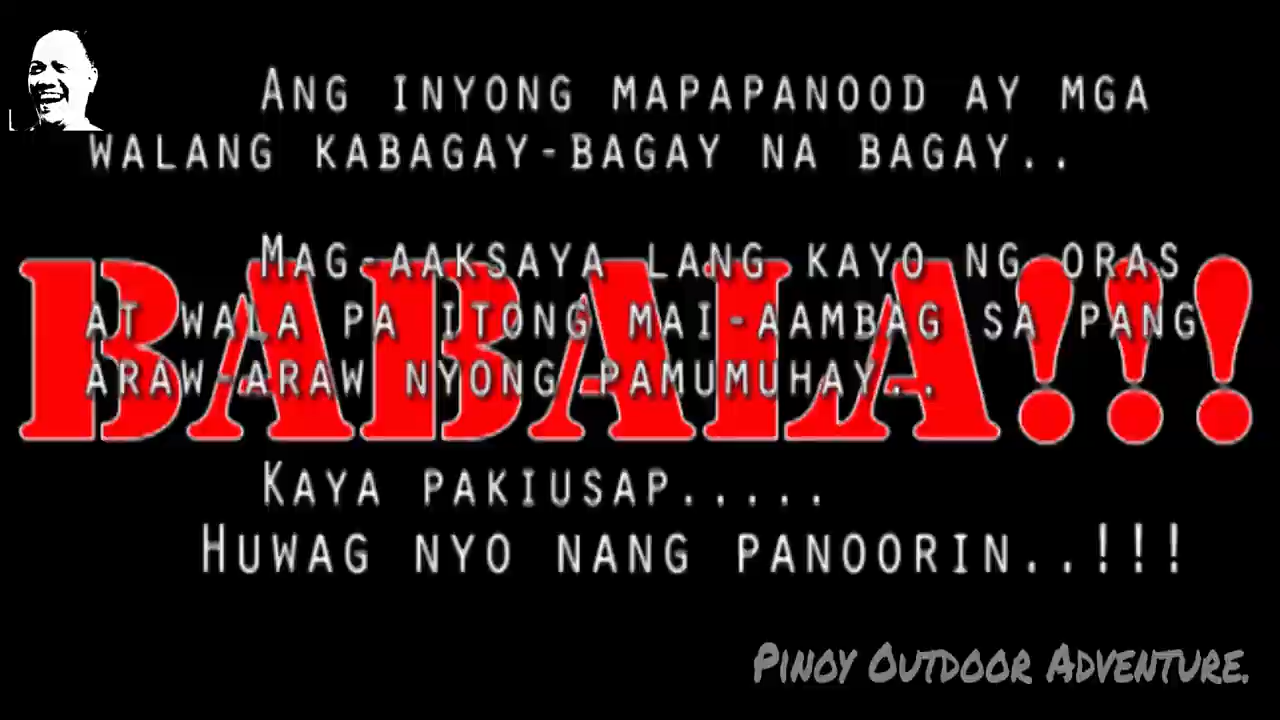 Ang inyong mapapanood ay mga
walang kabagay-bagay na bagay..
Mag-aaksaya lang kayo ng oras
at wala pa itong mai-aambag sa pang
araw-araw nyong pamumuhay..
BABALA!!!
Kaya pakiusap.....
Huwag nyo nang panoorin..!!!
Pinoy Outdoor Adventure.